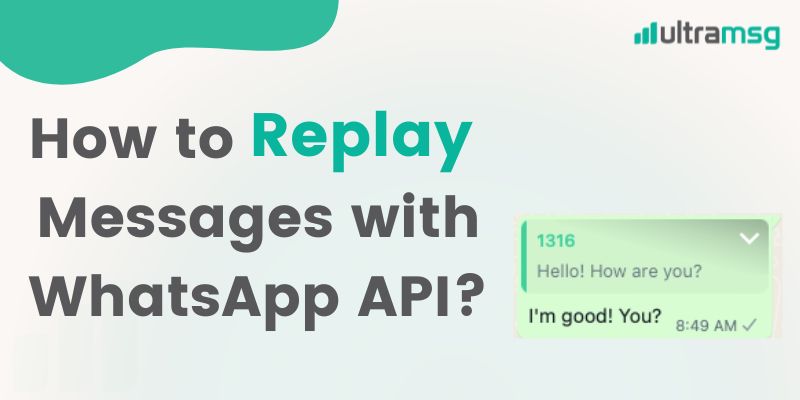 ultramsg
How to Replay
Messages with
WhatsApp API?
1316
Hello! How are you?
I'm good! You?
8:49 AM